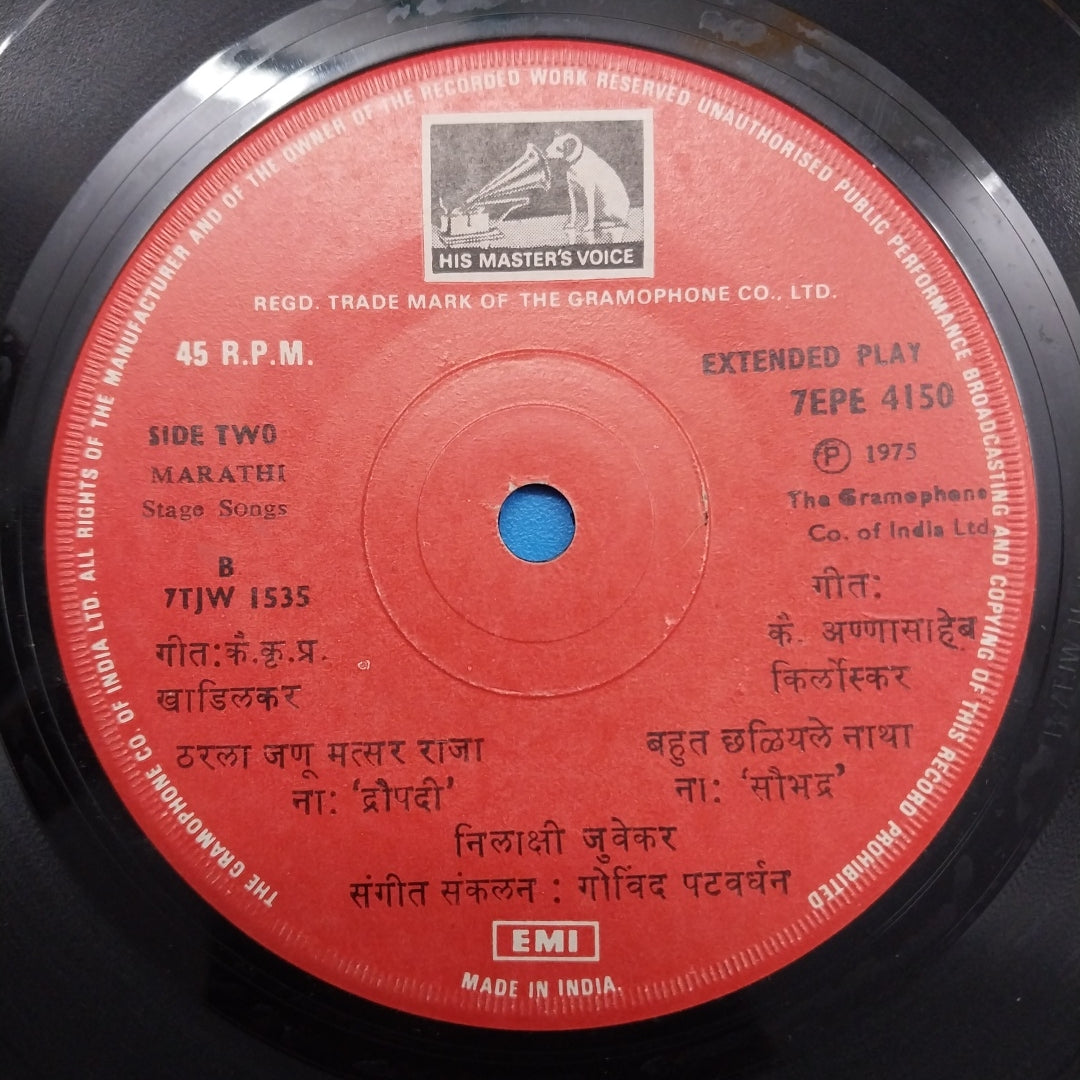 THE GRAMOPHONE CO. OF INDIA LTD. ALL RIGHTS OF THE MANUFACTURER AND OF THE OWNER OF THE RECORDED WORK RESERVED UNAUTHORISED PUBLIC PERFORMANCE BROADCASTING AND COPYING OF THIS RECORD PROHIBITED
HIS MASTER'S VOICE
REGD. TRADE MARK OF THE GRAMOPHONE CO., LTD.
45 R.P.M.
EXTENDED PLAY
7EPE 4150
Ⓟ 1975
The Gramophone
Co. of India Ltd.
SIDE TWO
MARATHI
Stage Songs
B
7TJW 1535
गीत:कै.कृ.प्र.
खाडिलकर
गीत:
कै. अण्णासाहेब
किर्लोस्कर
ठरला जणू मत्सर राजा
ना: ‘द्रौपदी’
बहुत छळियले नाथा
ना: ‘सौभद्र’
निलाक्षी जुवेकर
संगीत संकलन : गोविंद पटवर्धन
EMI
MADE IN INDIA.